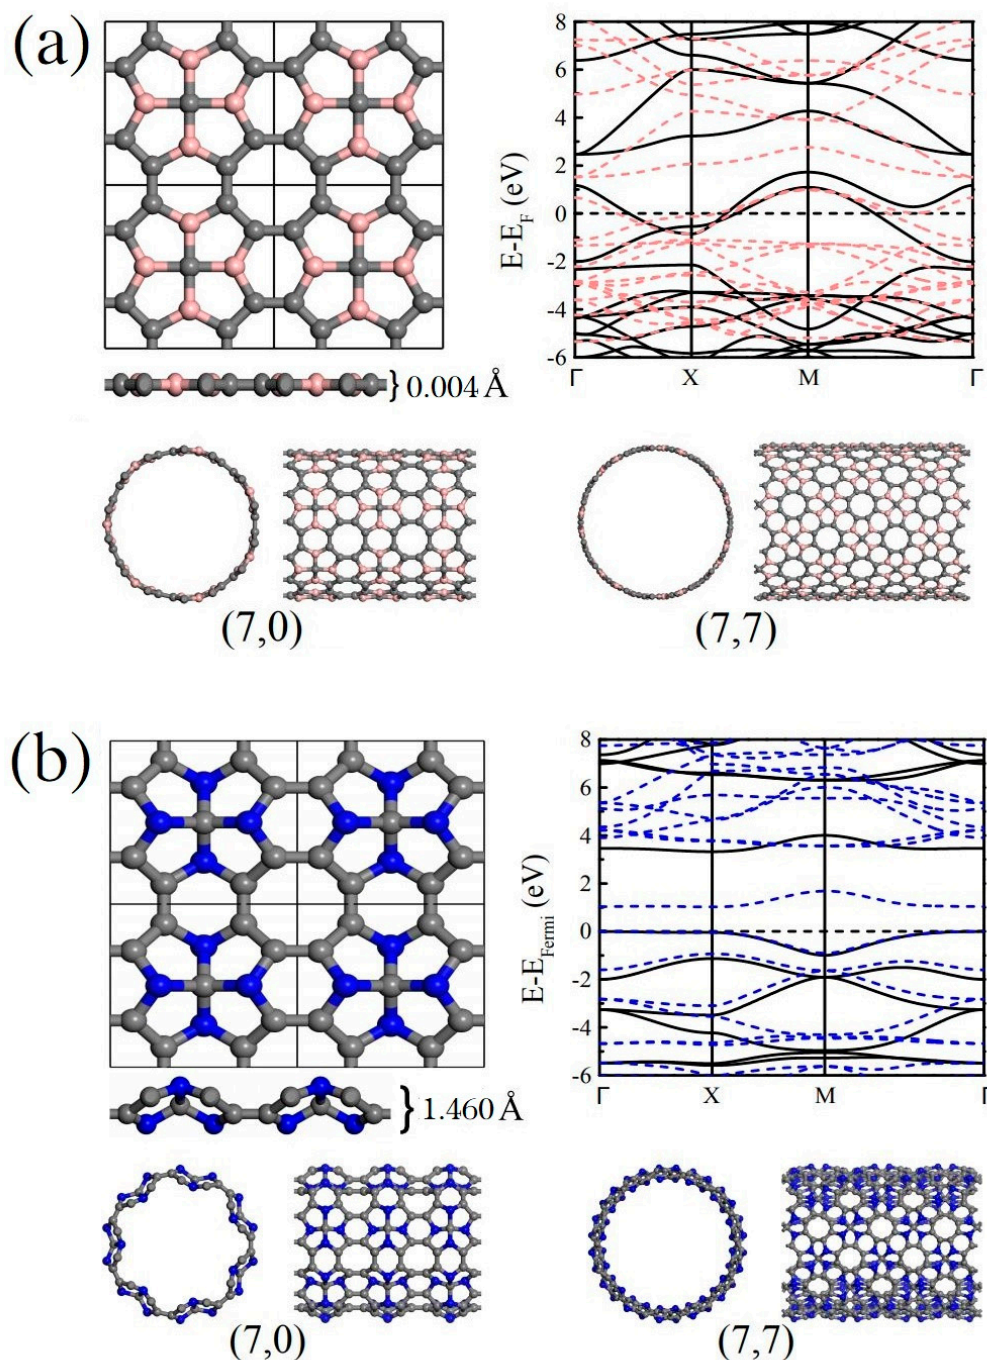 (a)
8
6
4
2
0
-2
-4
-6
E-E_F (eV)
Γ X M Γ
} 0.004 Å
(7,0)
(7,7)
(b)
8
6
4
2
0
-2
-4
-6
E-E_Fermi (eV)
Γ X M Γ
} 1.460 Å
(7,0)
(7,7)